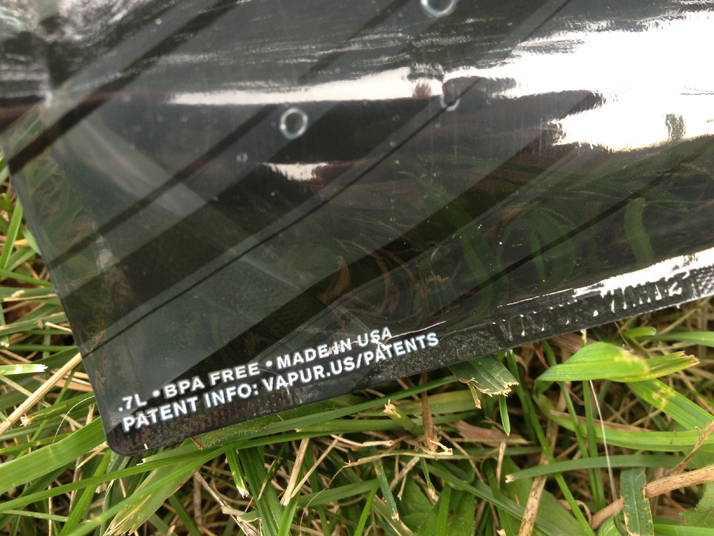 .7L • BPA FREE • MADE IN USA
PATENT INFO: VAPUR.US/PATENTS